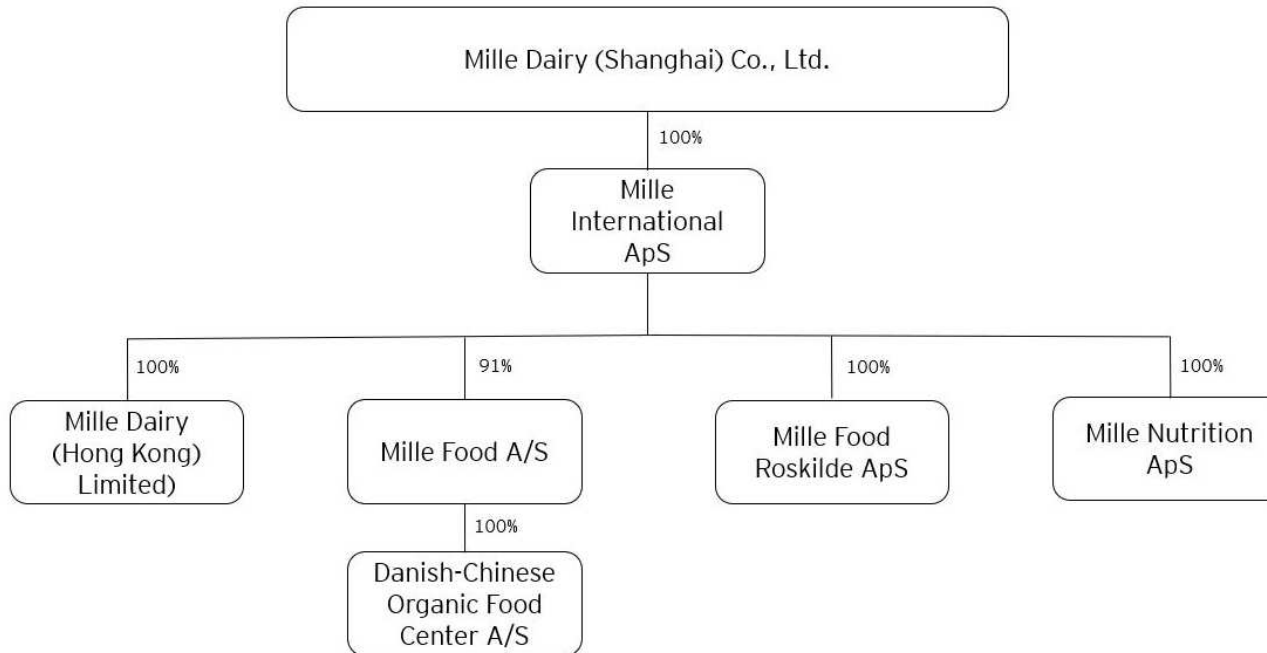 Mille Dairy (Shanghai) Co., Ltd.
100%
Mille
International
ApS
100%
91%
100%
100%
Mille Dairy
(Hong Kong)
Limited)
Mille Food A/S
Mille Food
Roskilde ApS
Mille Nutrition
ApS
100%
Danish-Chinese
Organic Food
Center A/S